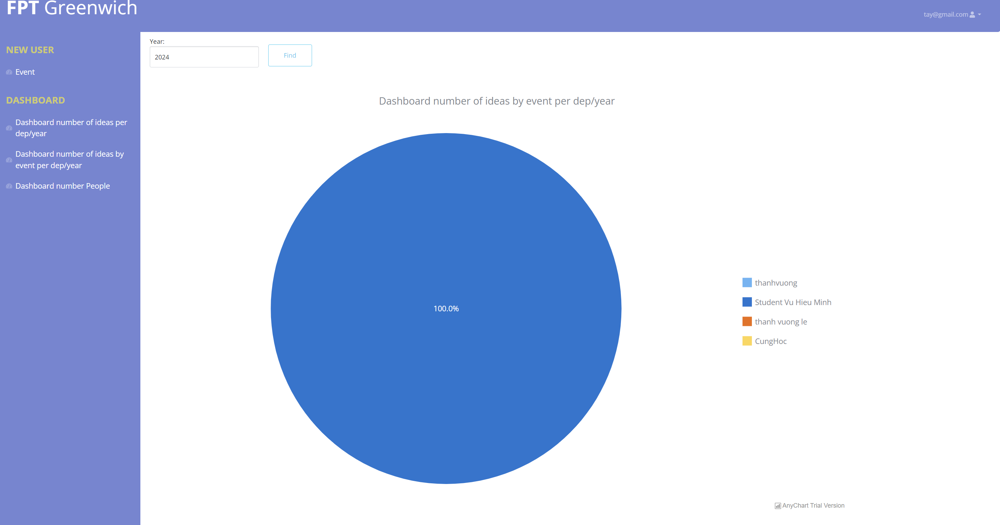 FPT Greenwich
tay@gmail.com
NEW USER
Event
DASHBOARD
Dashboard number of ideas per
dep/year
Dashboard number of ideas by
event per dep/year
Dashboard number People
Year:
2024
Find
Dashboard number of ideas by event per dep/year
100.0%
thanhvuong
Student Vu Hieu Minh
thanh vuong le
CungHoc
AnyChart Trial Version